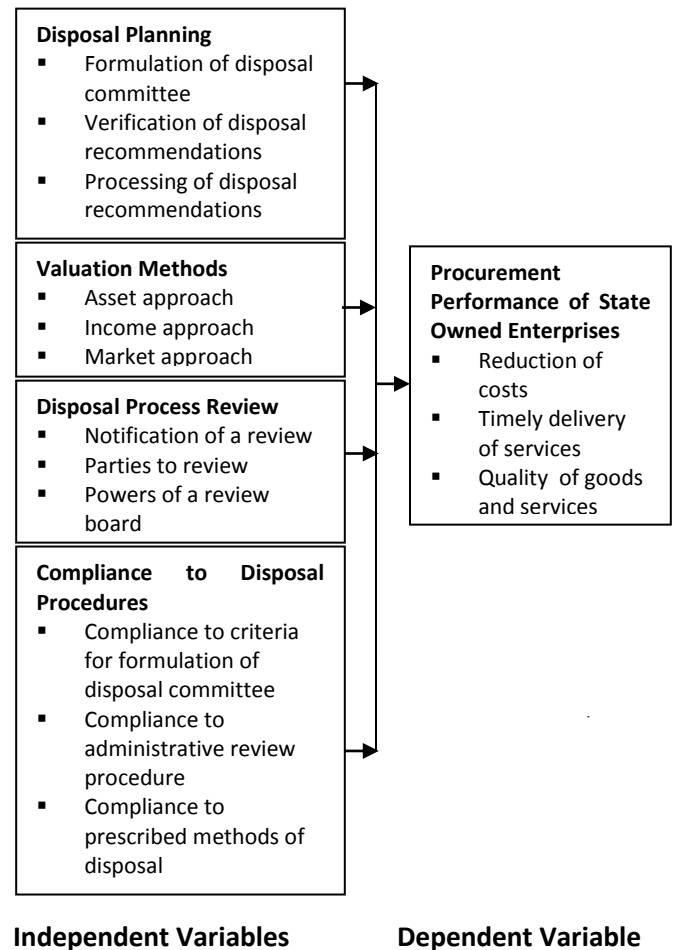 Disposal Planning
▪ Formulation of disposal
committee
▪ Verification of disposal
recommendations
▪ Processing of disposal
recommendations
Valuation Methods
▪ Asset approach
▪ Income approach
▪ Market approach
Disposal Process Review
▪ Notification of a review
▪ Parties to review
▪ Powers of a review
board
Compliance to Disposal
Procedures
▪ Compliance to criteria
for formulation of
disposal committee
▪ Compliance to
administrative review
procedure
▪ Compliance to
prescribed methods of
disposal
Procurement
Performance of State
Owned Enterprises
▪ Reduction of
costs
▪ Timely delivery
of services
▪ Quality of goods
and services
Independent Variables
Dependent Variable